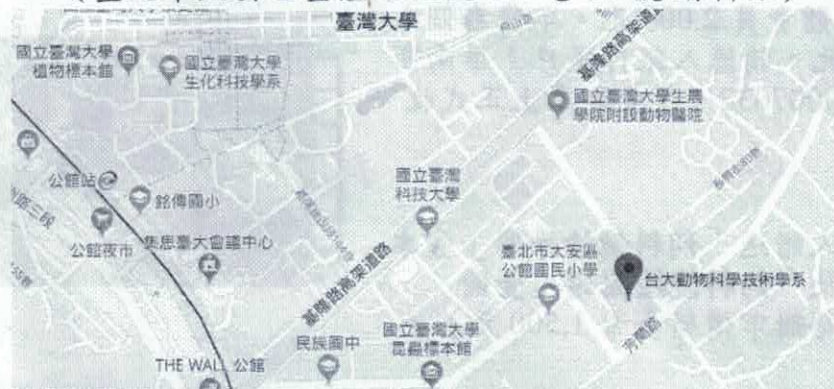 臺灣大學
國立臺灣大學
植物標本館
國立臺灣大學
生化科技學系
基隆路高架道路
國立臺灣大學生農
學院附設動物醫院
公館站
銘傳國小
國立臺灣
科技大學
公館夜市
集思臺大會議中心
基隆路高架道路
臺北市大安區
公館國民小學
台大動物科學技術學系
芳蘭路
民族國中
國立臺灣大學
昆蟲標本館
THE WALL 公館